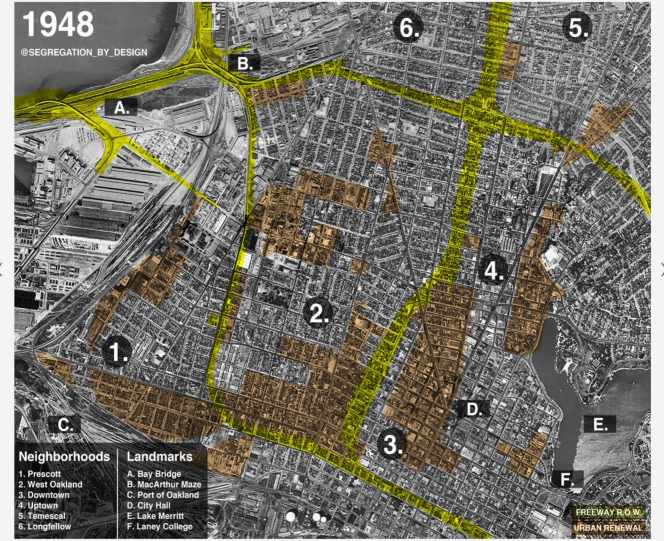 1948
@SEGREGATION_BY_DESIGN
6.
5.
B.
A.
4.
2.
1.
D.
C.
E.
3.
F.
Neighborhoods
1. Prescott
2. West Oakland
3. Downtown
4. Uptown
5. Temescal
6. Longfellow
Landmarks
A. Bay Bridge
B. MacArthur Maze
C. Port of Oakland
D. City Hall
E. Lake Merritt
F. Laney College
FREEWAY R.O.W.
URBAN RENEWAL